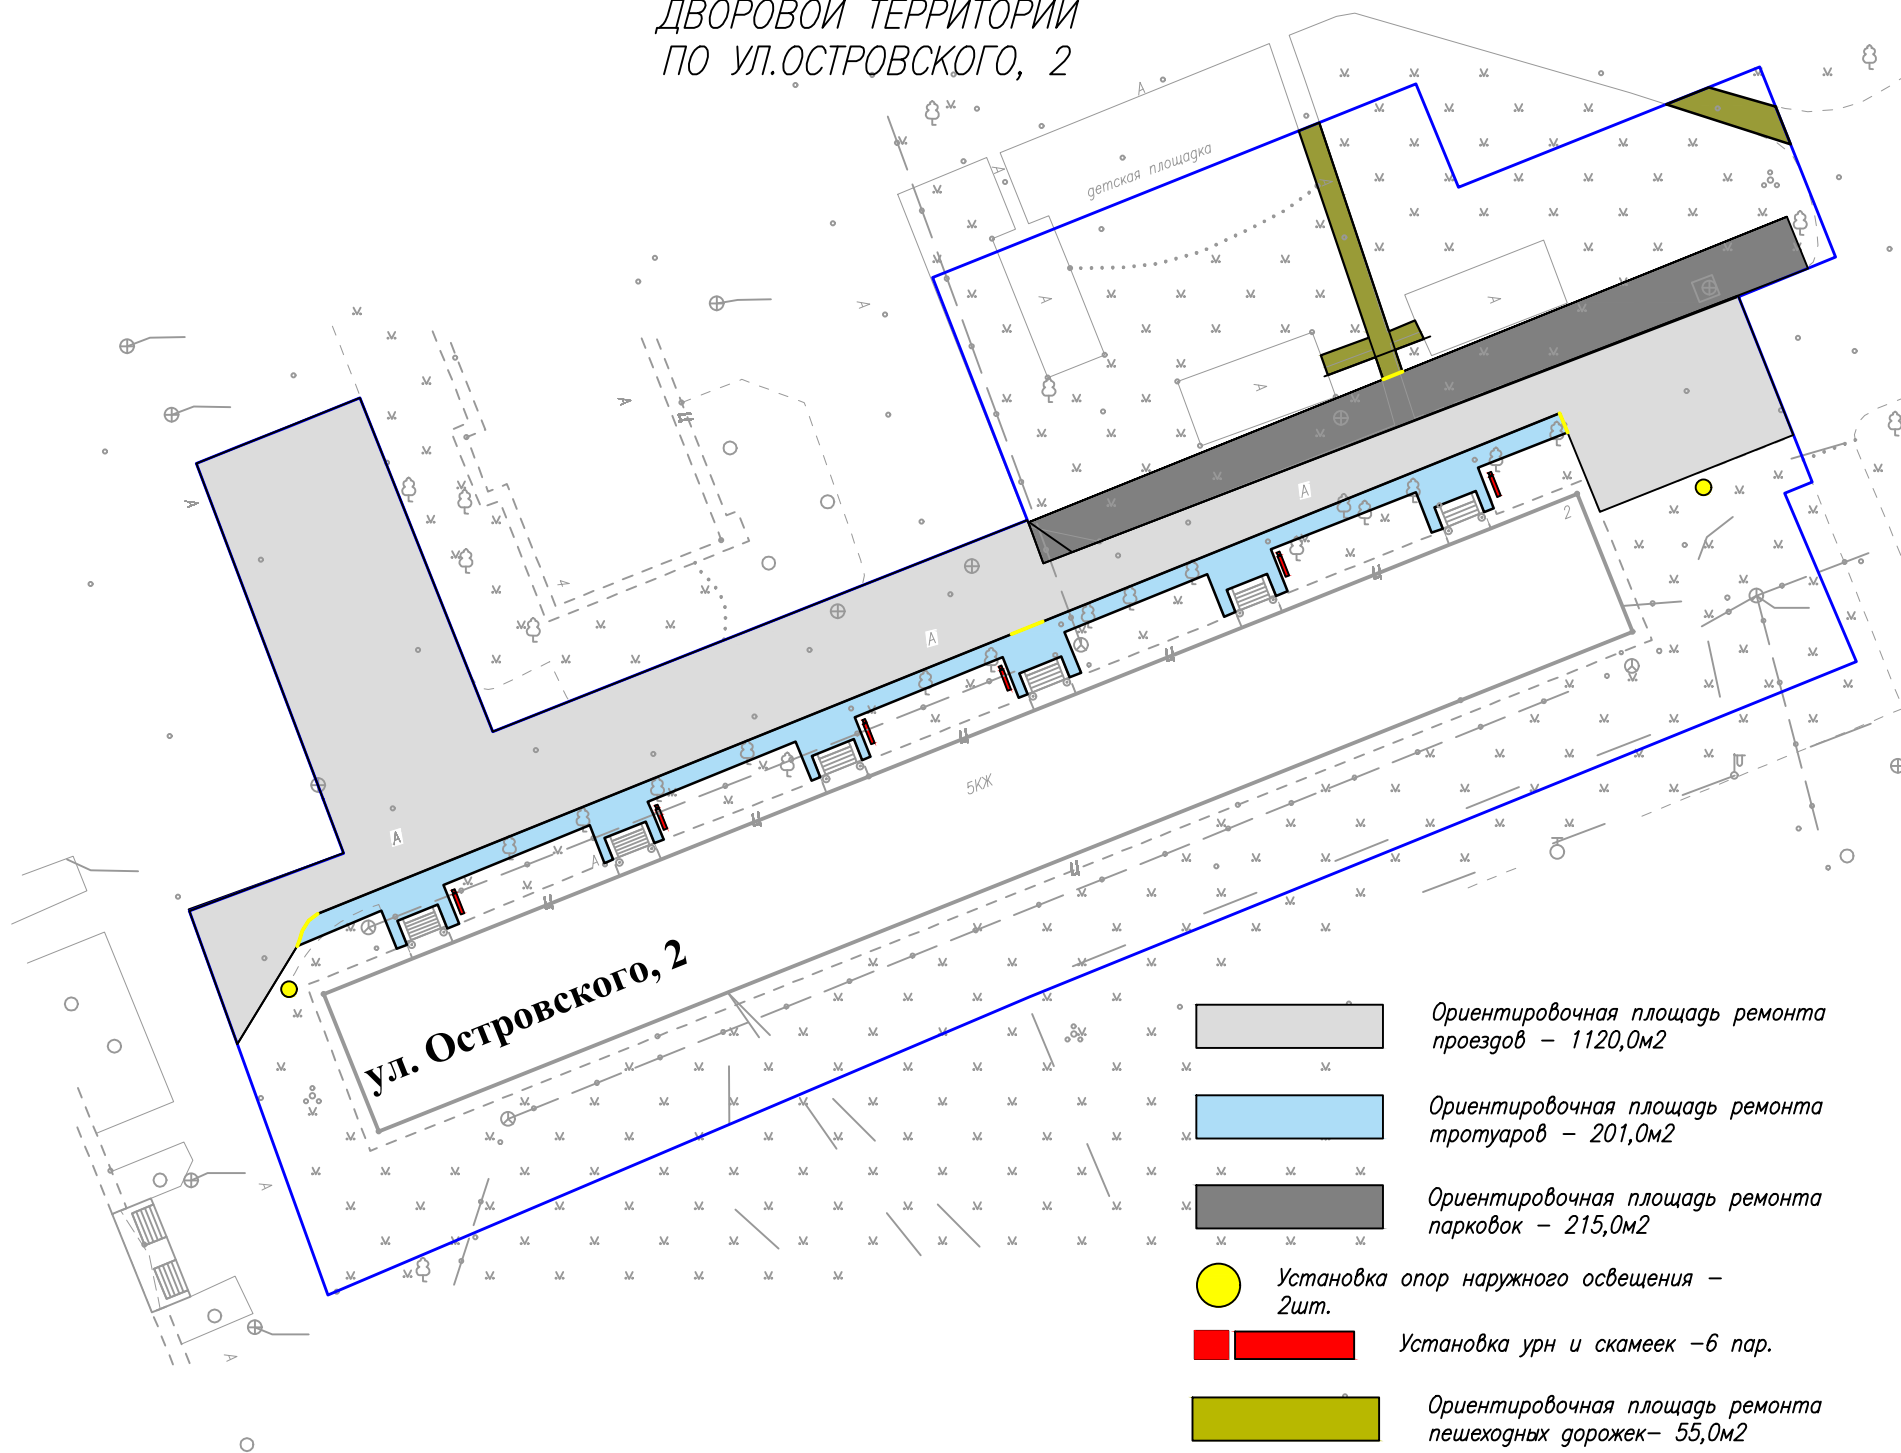 ДВОРОВОЙ ТЕРРИТОРИИ
ПО УЛ.ОСТРОВСКОГО, 2
А
детская площадка
А
А
А
А
А
А
А
А
А
2
А
4
А
5КЖ
А
ул. Островского, 2
А
А
Ориентировочная площадь ремонта
проездов - 1120,0м2
Ориентировочная площадь ремонта
тротуаров - 201,0м2
Ориентировочная площадь ремонта
парковок - 215,0м2
Установка опор наружного освещения -
2шт.
Установка урн и скамеек -6 пар.
Ориентировочная площадь ремонта
пешеходных дорожек- 55,0м2